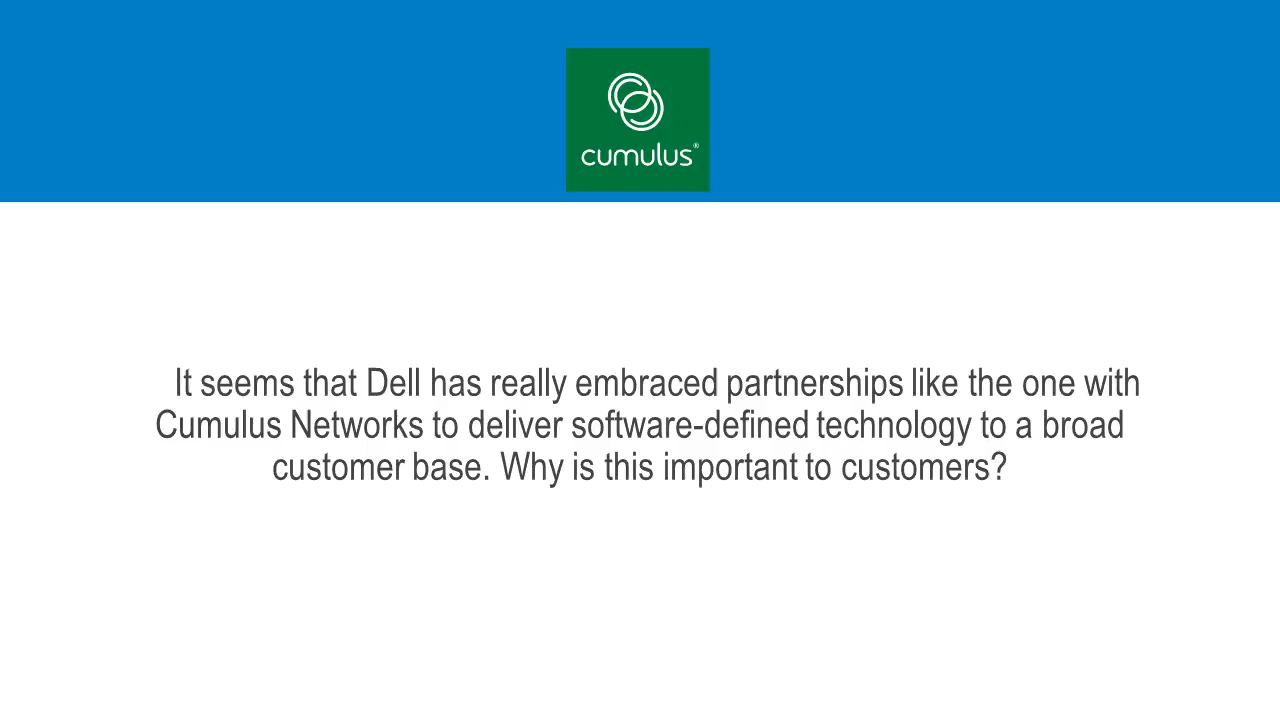 cumulus®
It seems that Dell has really embraced partnerships like the one with
Cumulus Networks to deliver software-defined technology to a broad
customer base. Why is this important to customers?